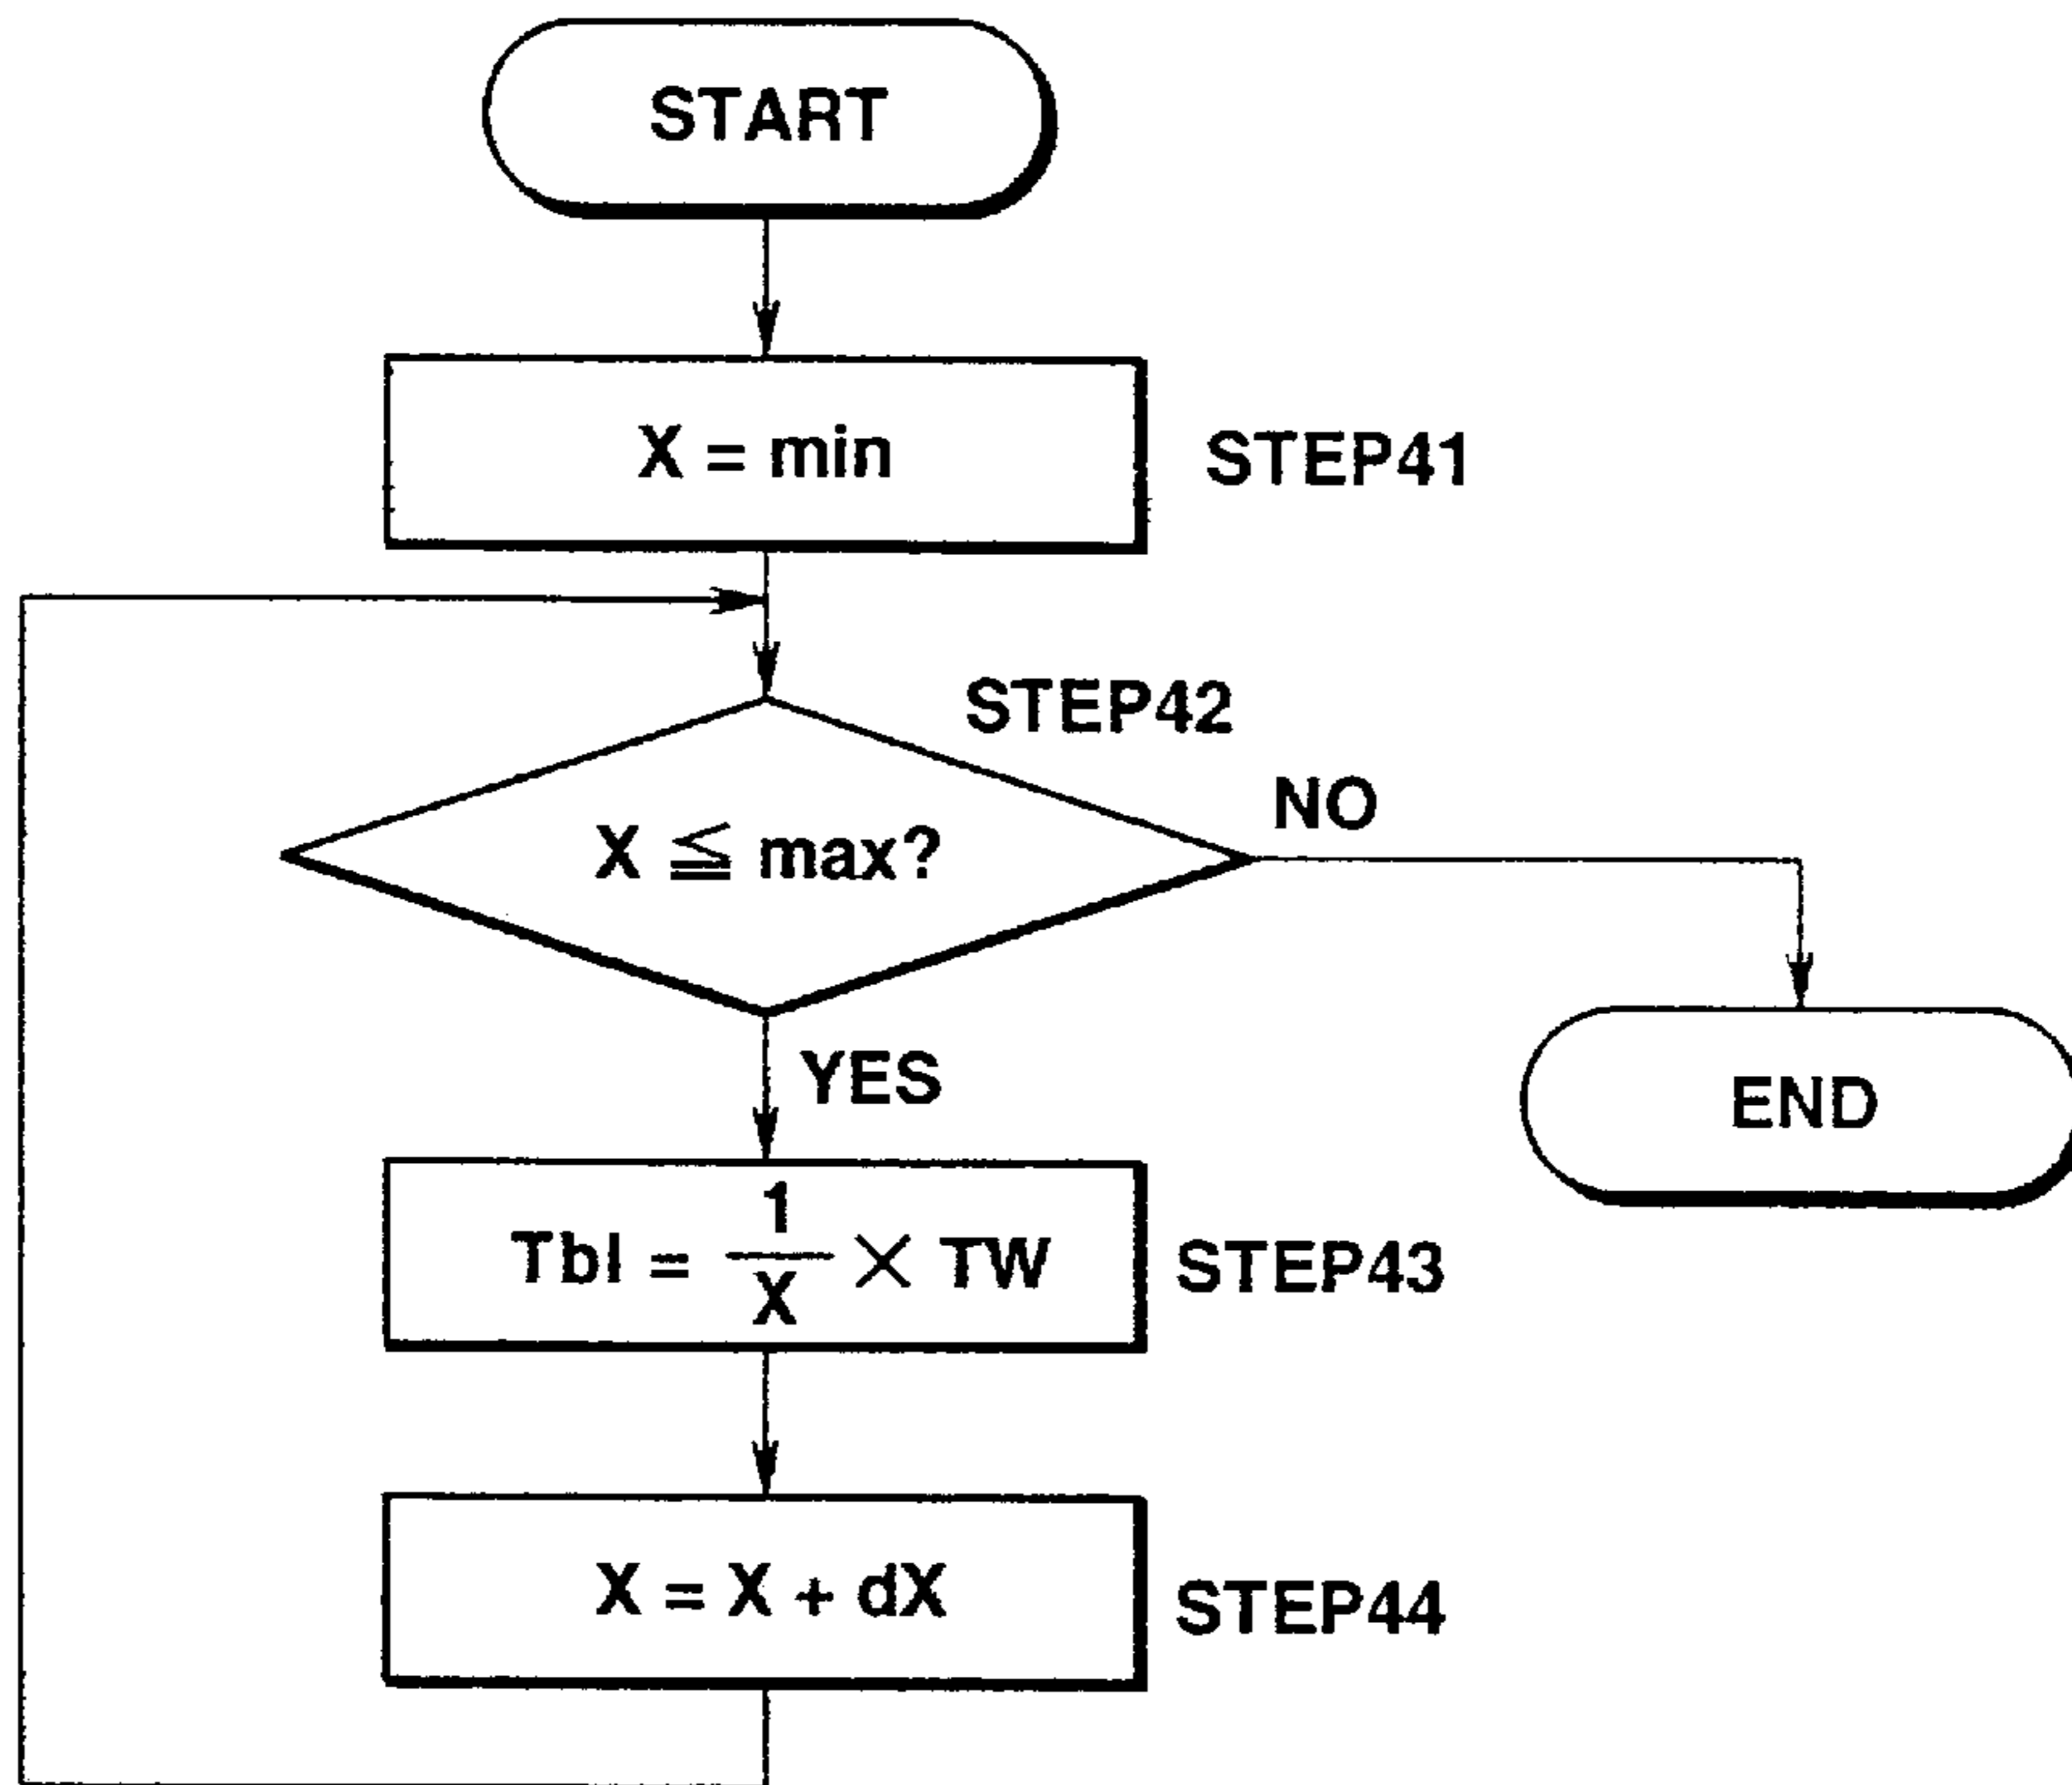 START
X = min
STEP41
STEP42
X ≦ max?
NO
YES
END
Tbl = 1/X × TW
STEP43
X = X + dX
STEP44